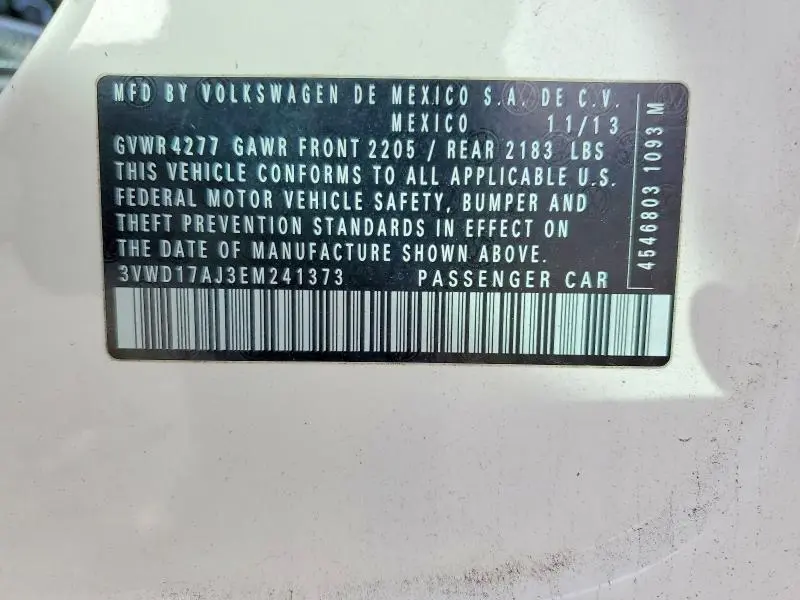 MFD BY VOLKSWAGEN DE MEXICO S.A. DE C.V.
MEXICO 11/13
GVWR 4277 GAWR FRONT 2205 / REAR 2183 LBS
THIS VEHICLE CONFORMS TO ALL APPLICABLE U.S.
FEDERAL MOTOR VEHICLE SAFETY, BUMPER AND
THEFT PREVENTION STANDARDS IN EFFECT ON
THE DATE OF MANUFACTURE SHOWN ABOVE.
3VWD17AJ3EM241373 PASSENGER CAR
4546803 1093 M